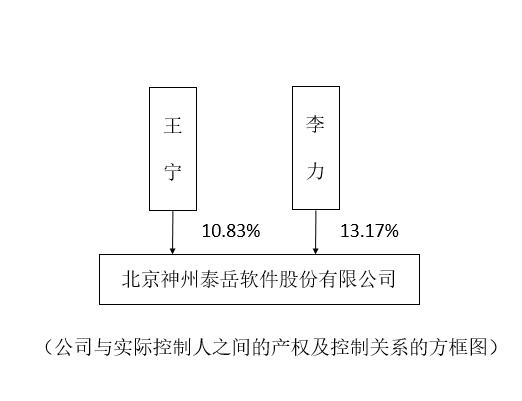 王宁
李力
10.83%
13.17%
北京神州泰岳软件股份有限公司
（公司与实际控制人之间的产权及控制关系的方框图）